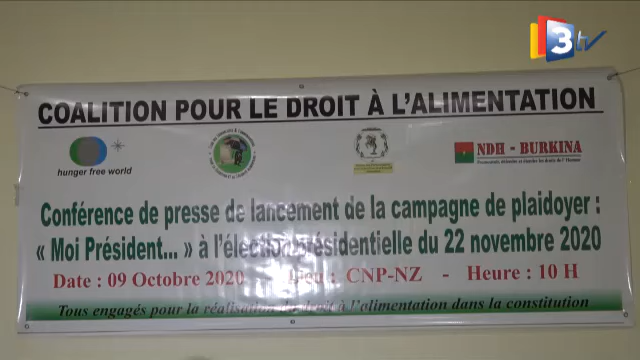 3tv
COALITION POUR LE DROIT À L'ALIMENTATION
hunger free world
NDH - BURKINA
Conférence de presse de lancement de la campagne de plaidoyer :
« Moi Président... » à l'élection présidentielle du 22 novembre 2020
Date : 09 Octobre 2020 Lieu : CNP-NZ - Heure : 10 H
Tous engagés pour la réalisation du droit à l'alimentation dans la constitution